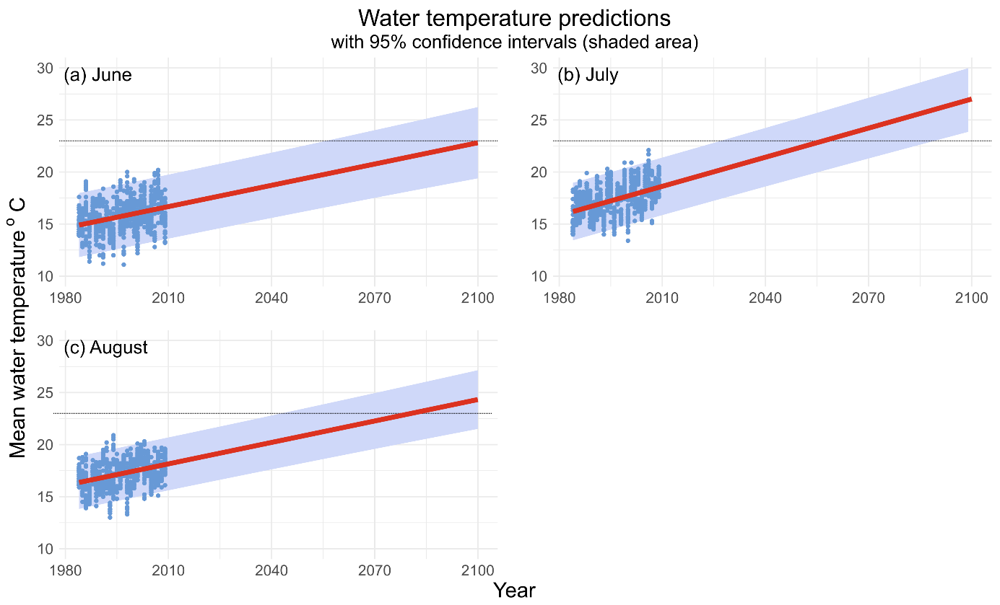 Water temperature predictions
with 95% confidence intervals (shaded area)
Mean water temperature o C
(a) June
30
25
20
15
10
1980 2010 2040 2070 2100
(b) July
30
25
20
15
10
1980 2010 2040 2070 2100
(c) August
30
25
20
15
10
1980 2010 2040 2070 2100
Year